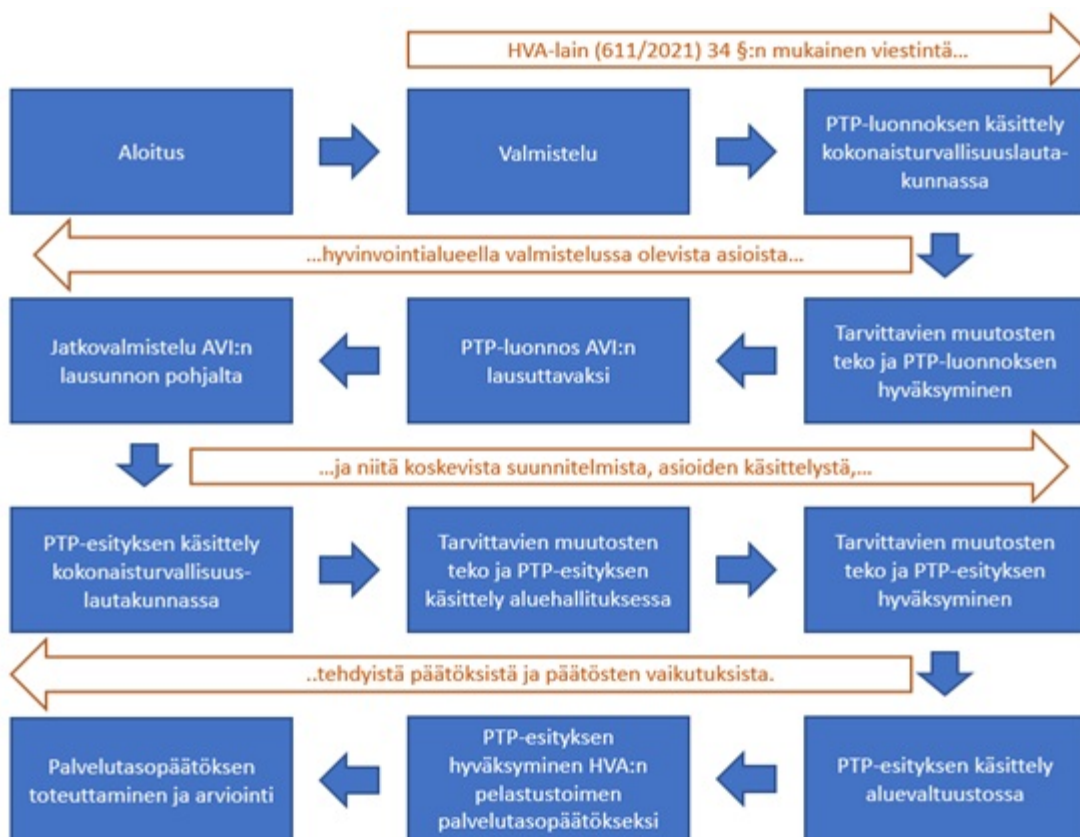 HVA-lain (611/2021) 34 §:n mukainen viestintä...
Aloitus
Valmistelu
PTP-luonnoksen käsittely
kokonaisturvallisuuslauta-
kunnassa
...hyvinvointialueella valmistelussa olevista asioista...
Tarvittavien muutosten
teko ja PTP-luonnoksen
hyväksyminen
PTP-luonnos AVI:n
lausuttavaksi
Jatkovalmistelu AVI:n
lausunnon pohjalta
...ja niitä koskevista suunnitelmista, asioiden käsittelystä,...
PTP-esityksen käsittely
kokonaisturvallisuus-
lautakunnassa
Tarvittavien muutosten
teko ja PTP-esityksen
käsittely aluehallituksessa
Tarvittavien muutosten
teko ja PTP-esityksen
hyväksyminen
..tehdyistä päätöksistä ja päätösten vaikutuksista.
PTP-esityksen käsittely
aluevaltuustossa
PTP-esityksen
hyväksyminen HVA:n
pelastustoimen
palvelutasopäätökseksi
Palvelutasopäätöksen
toteuttaminen ja arviointi